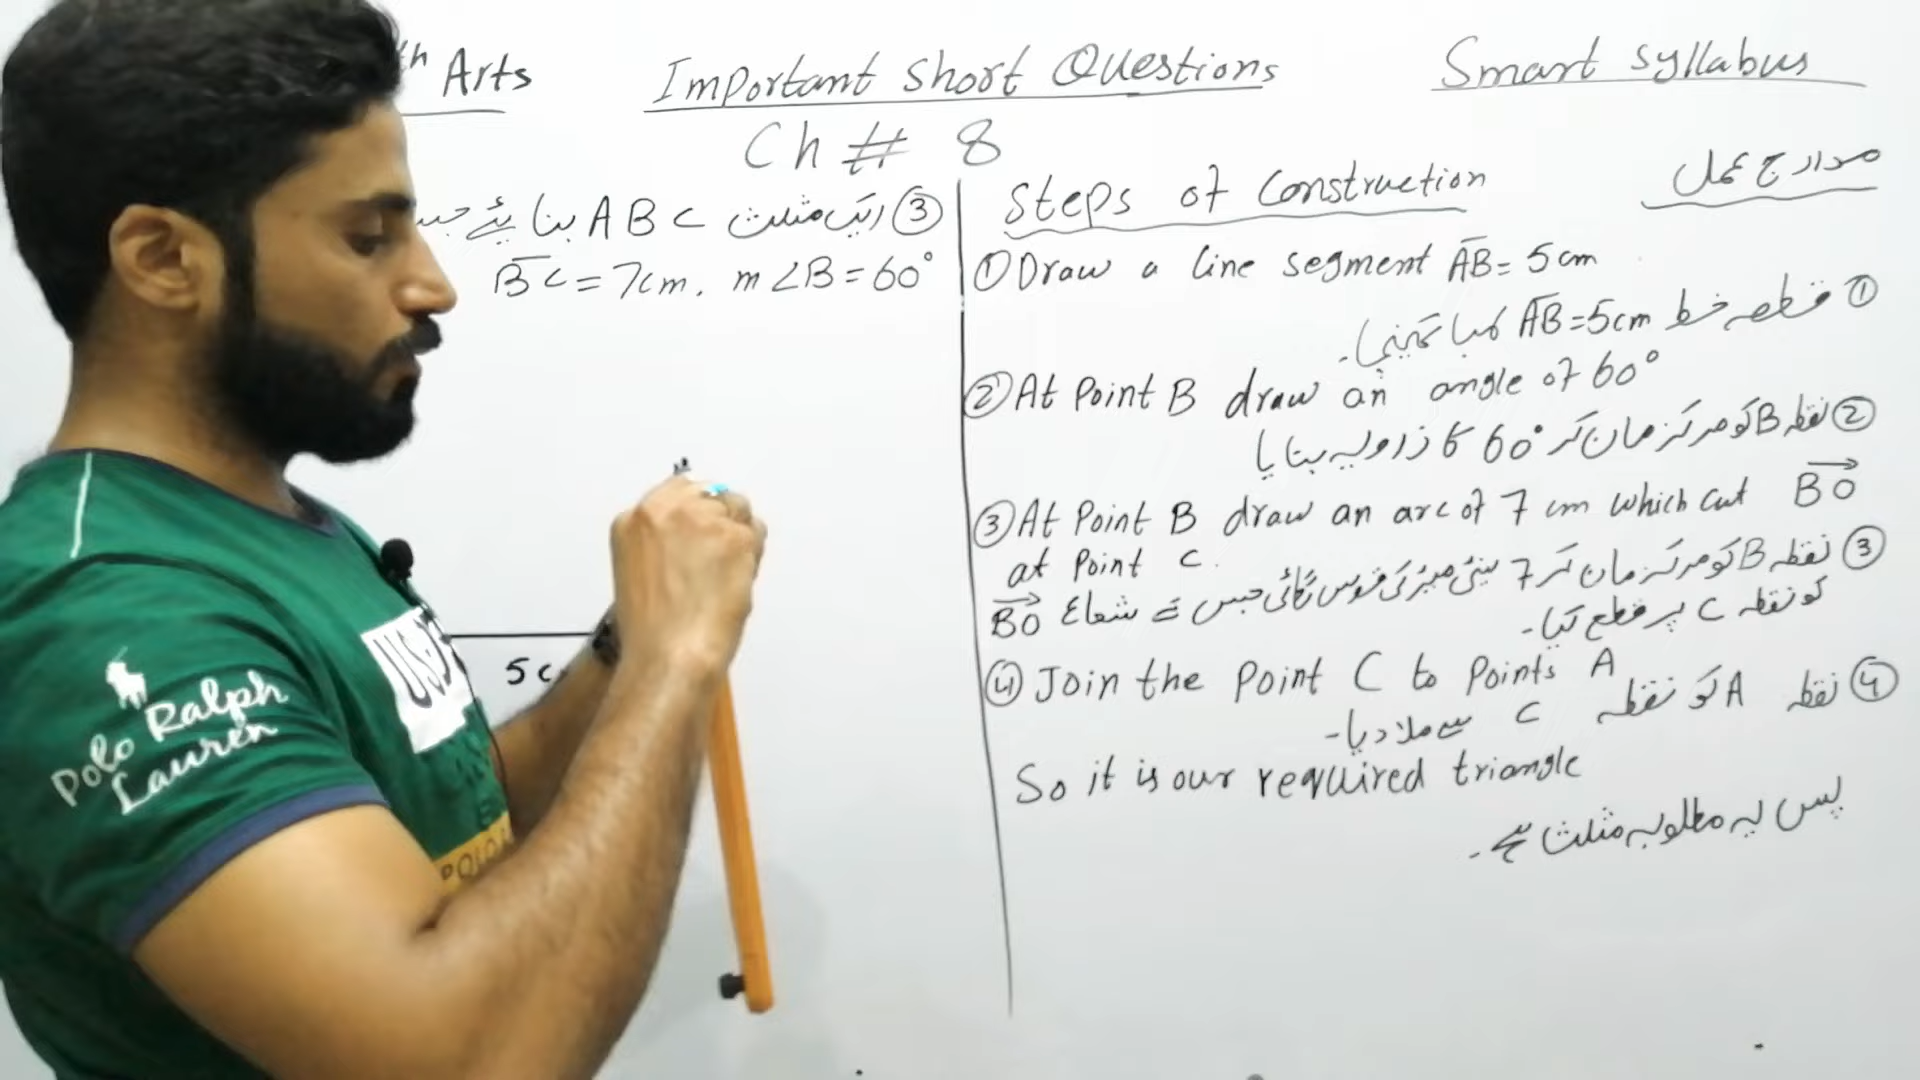 th Arts
Important Short Questions
Smart Syllabus
Ch # 8
③ ایک مثلث A B C بنایئے جس
BC = 7cm, m∠B = 60°
5 c
Steps of Construction
مدارج عمل
① Draw a line segment AB = 5cm
① قطعہ خط AB = 5cm لمبا کھینچا۔
② At Point B draw an angle of 60°
② نقطہ B کو مرکز مان کر 60° کا زاویہ بنایا
③ At Point B draw an arc of 7 cm which cut BO
at Point C.
③ نقطہ B کو مرکز مان کر 7 سینٹی میٹر کی قوس لگائی جس نے شعاع BO
کو نقطہ C پر قطع کیا۔
④ Join the Point C to Points A
④ نقطہ A کو نقطہ C سے ملا دیا۔
So it is our required triangle
پس یہ مطلوبہ مثلث ہے۔
Polo Ralph
Lauren